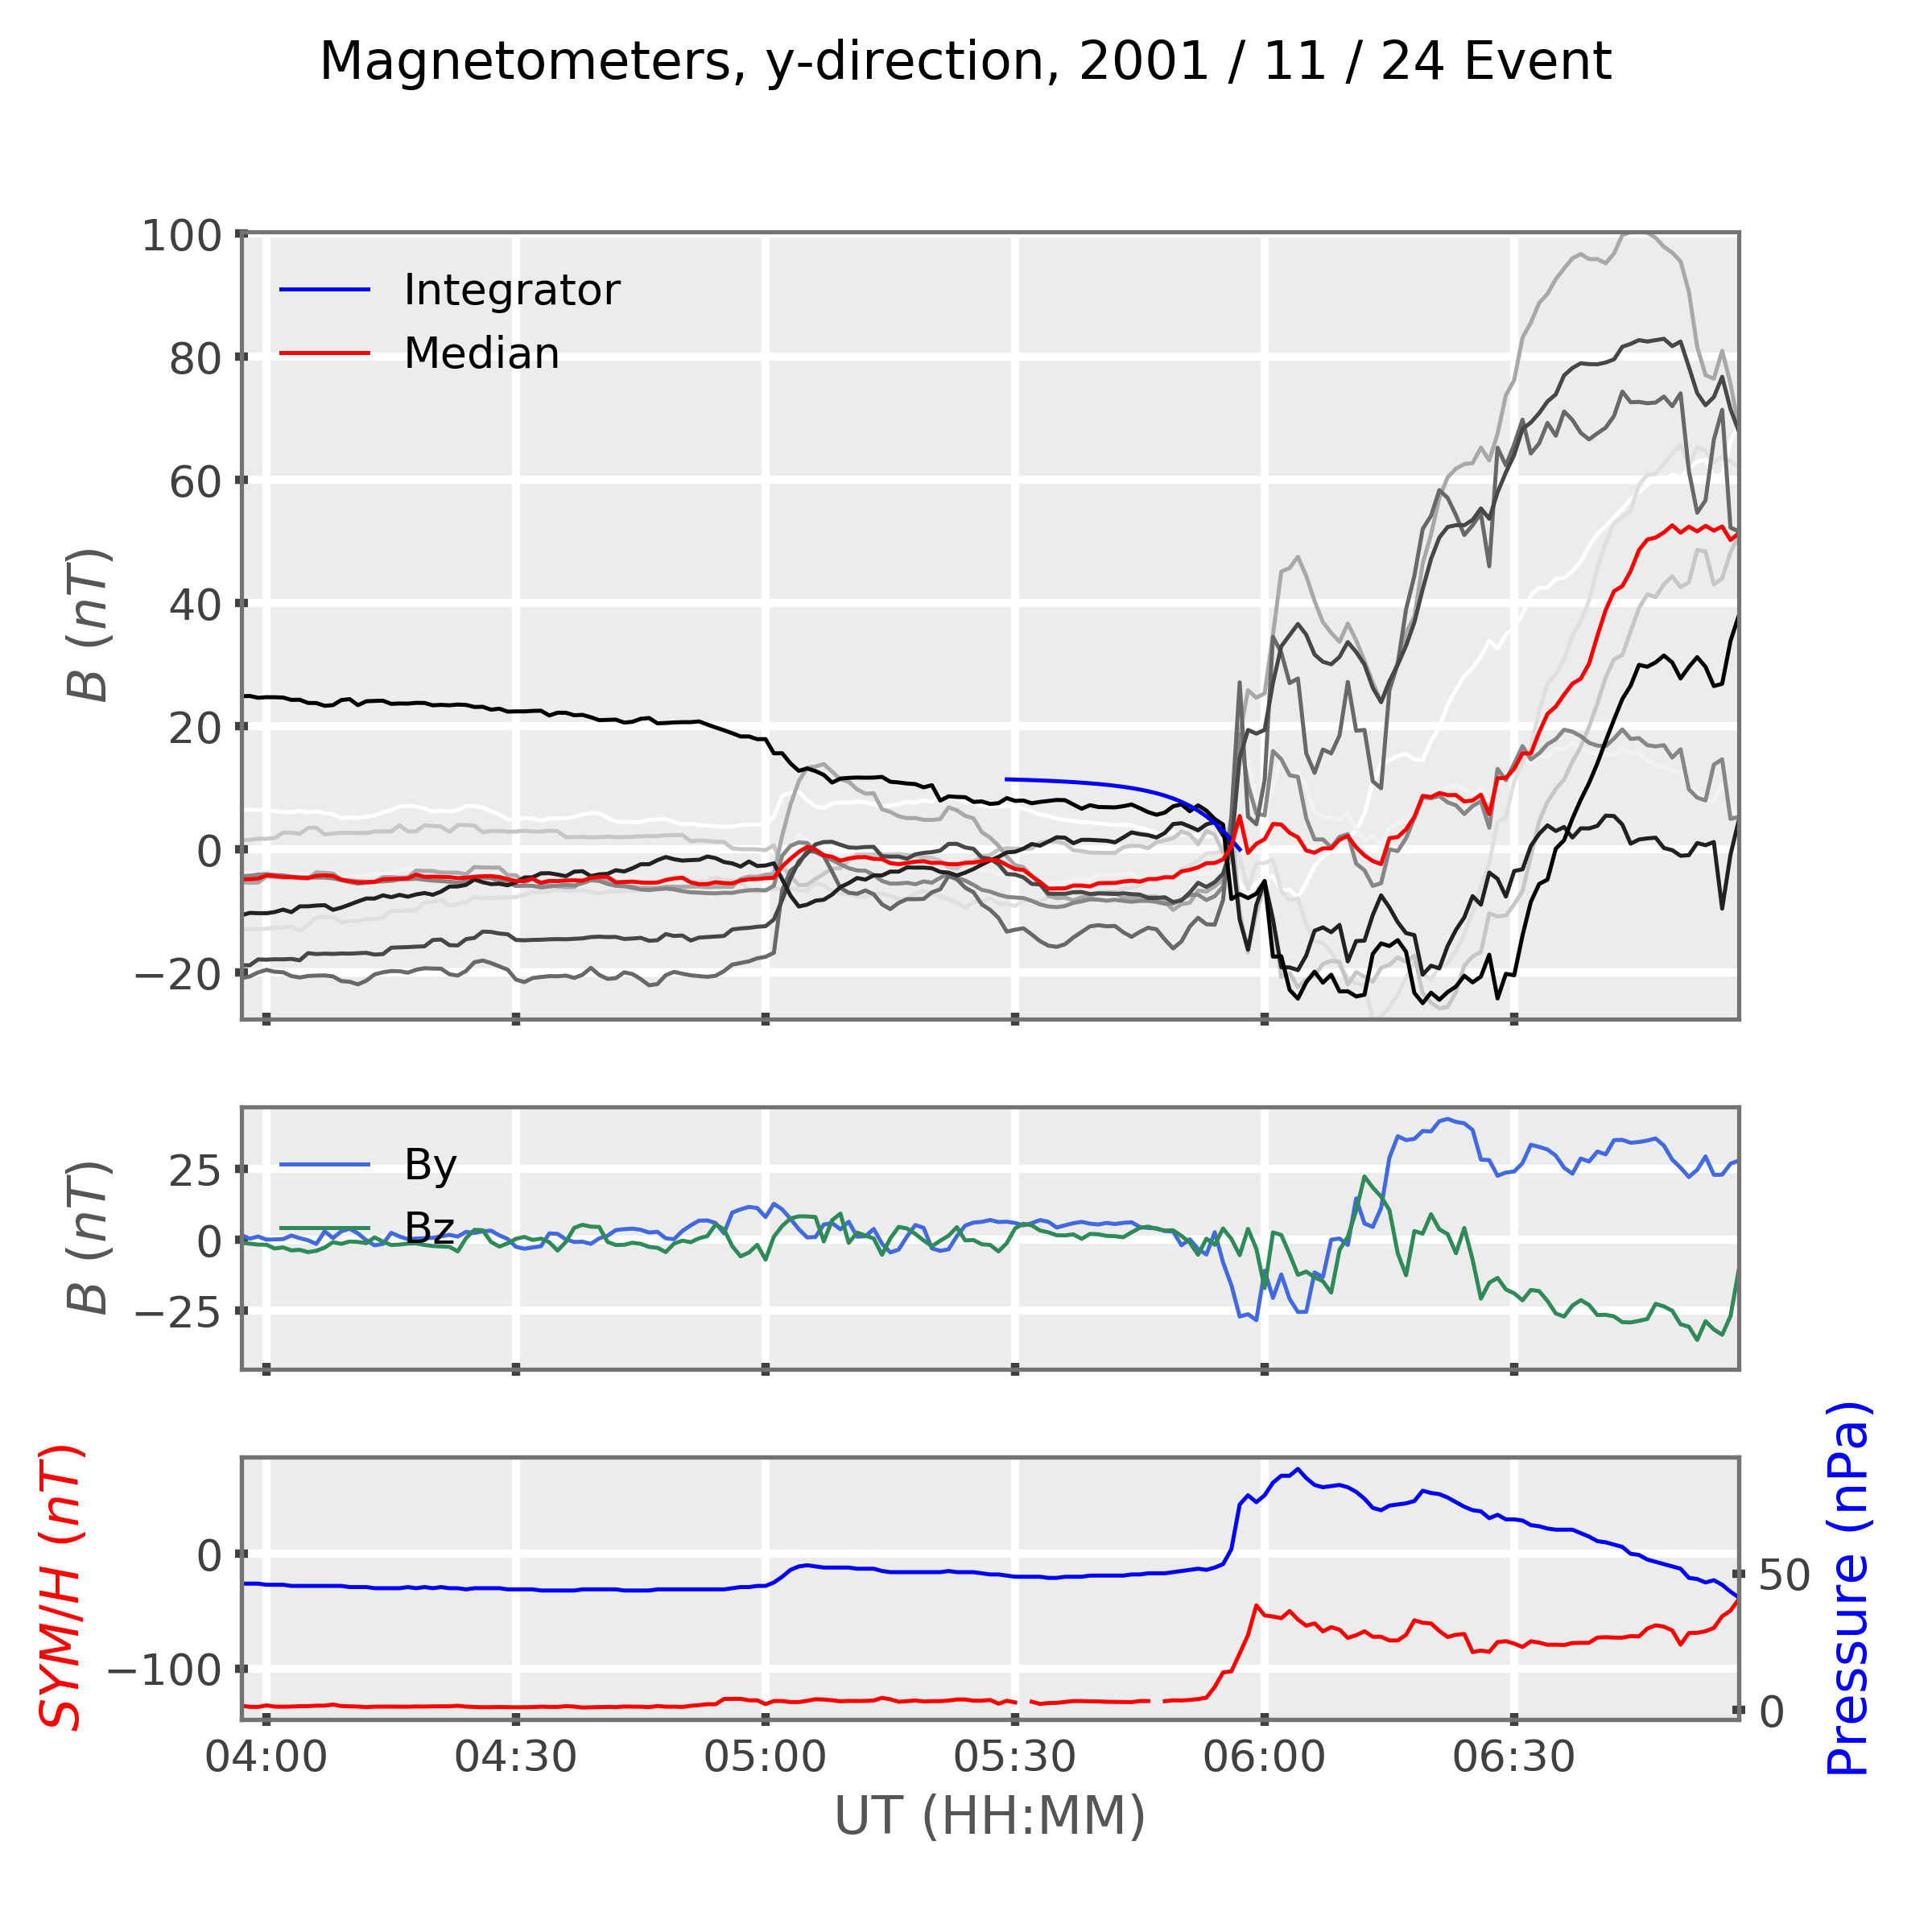 Magnetometers, y-direction, 2001 / 11 / 24 Event
100
80
60
40
20
0
−20
B (nT)
Integrator
Median
25
0
−25
B (nT)
By
Bz
0
−100
SYM/H (nT)
50
0
Pressure (nPa)
04:00 04:30 05:00 05:30 06:00 06:30
UT (HH:MM)